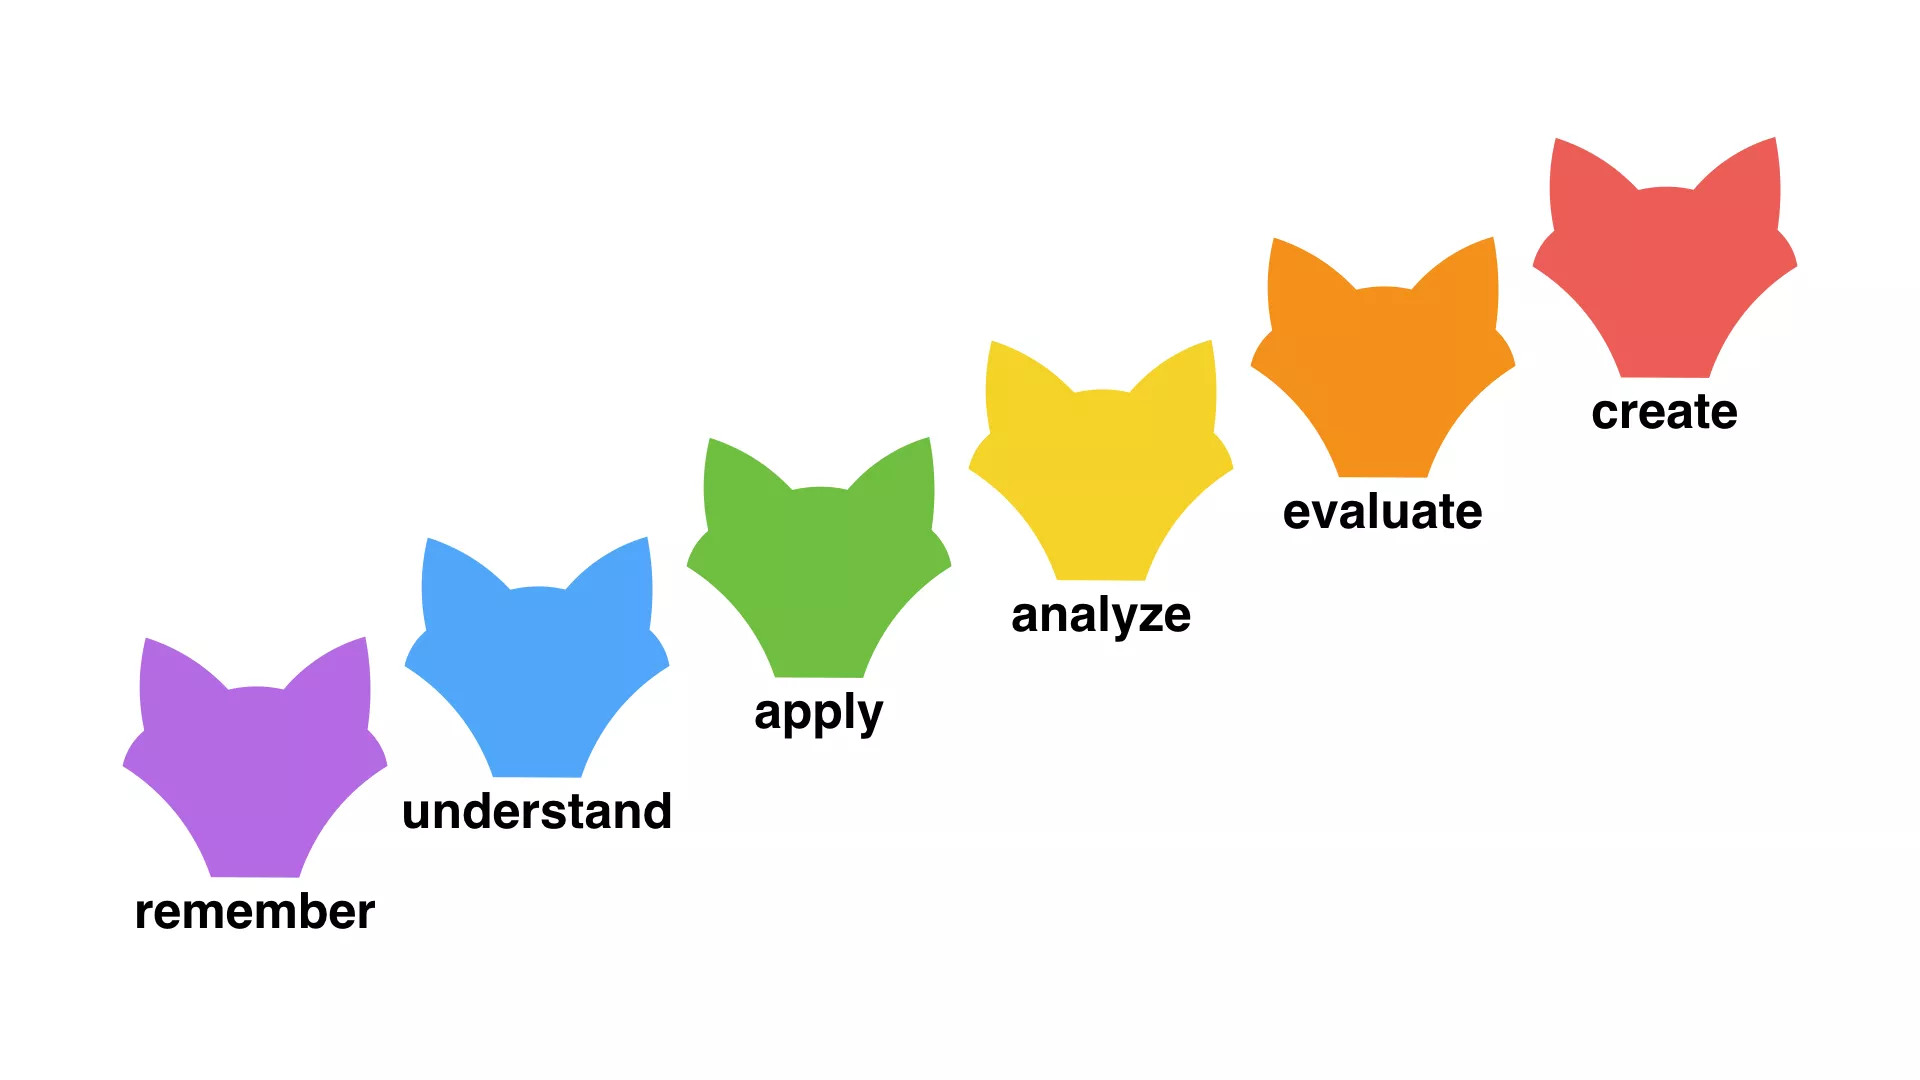 remember
understand
apply
analyze
evaluate
create